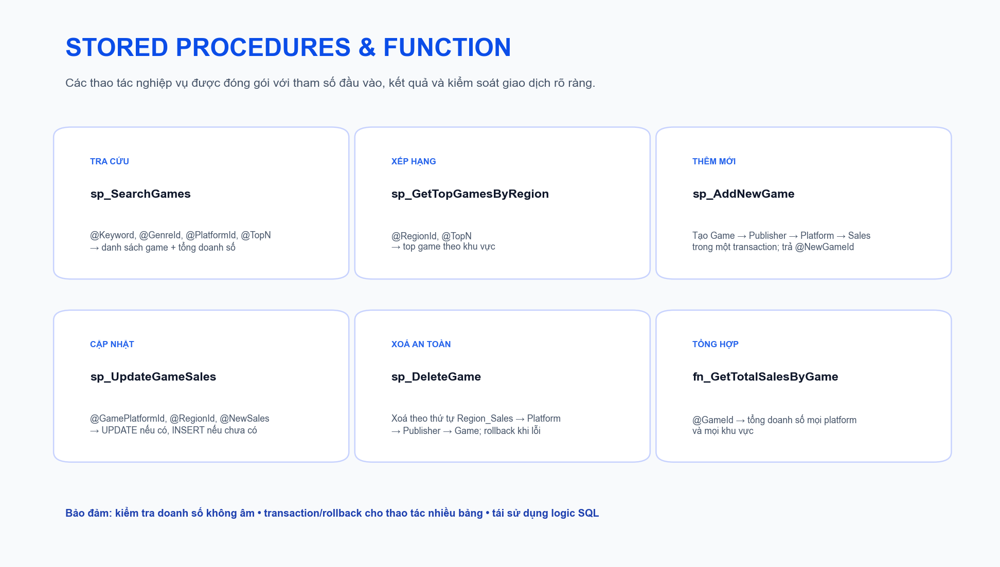 STORED PROCEDURES & FUNCTION
Các thao tác nghiệp vụ được đóng gói với tham số đầu vào, kết quả và kiểm soát giao dịch rõ ràng.
TRA CỨU
sp_SearchGames
@Keyword, @GenreId, @PlatformId, @TopN
→ danh sách game + tổng doanh số
XẾP HẠNG
sp_GetTopGamesByRegion
@RegionId, @TopN
→ top game theo khu vực
THÊM MỚI
sp_AddNewGame
Tạo Game → Publisher → Platform → Sales
trong một transaction; trả @NewGameId
CẬP NHẬT
sp_UpdateGameSales
@GamePlatformId, @RegionId, @NewSales
→ UPDATE nếu có, INSERT nếu chưa có
XOÁ AN TOÀN
sp_DeleteGame
Xoá theo thứ tự Region_Sales → Platform
→ Publisher → Game; rollback khi lỗi
TỔNG HỢP
fn_GetTotalSalesByGame
@GameId → tổng doanh số mọi platform
và mọi khu vực
Bảo đảm: kiểm tra doanh số không âm • transaction/rollback cho thao tác nhiều bảng • tái sử dụng logic SQL